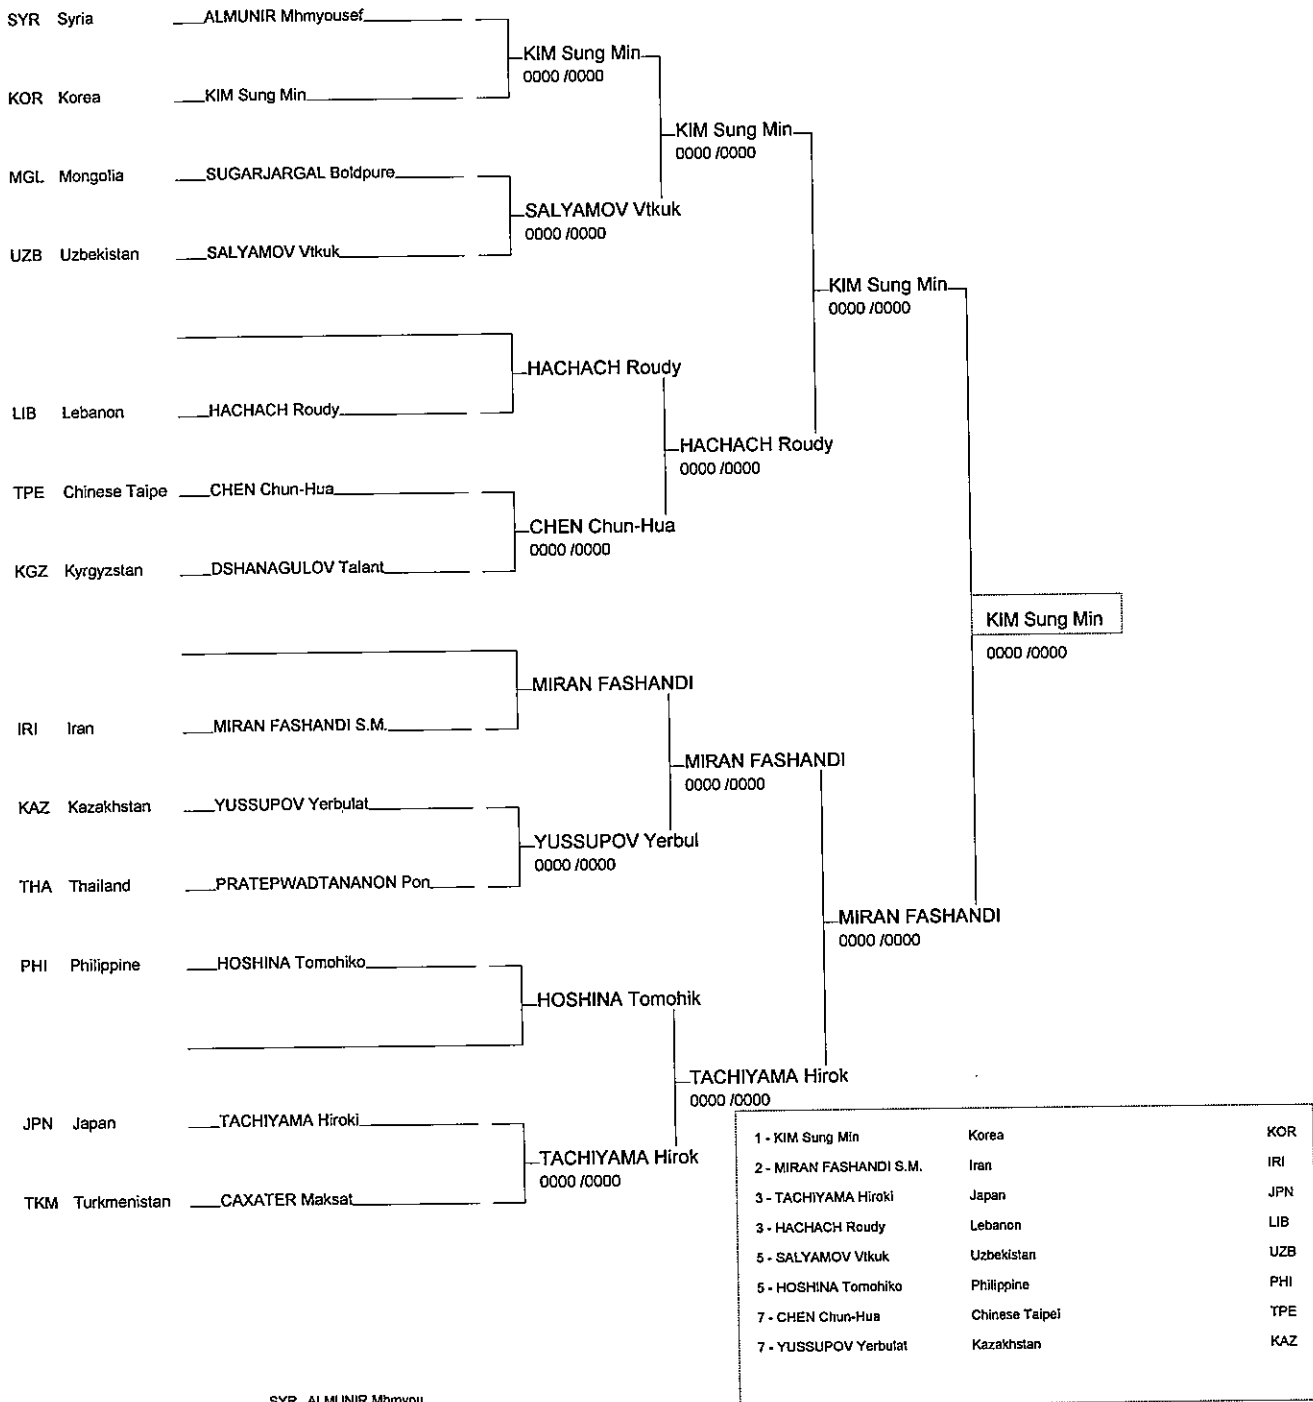 SYR Syria ALMUNIR Mhmyousef
KIM Sung Min
0000 /0000
KOR Korea KIM Sung Min
KIM Sung Min
0000 /0000
MGL Mongolia SUGARJARGAL Boldpure
SALYAMOV Vtkuk
0000 /0000
UZB Uzbekistan SALYAMOV Vtkuk
KIM Sung Min
0000 /0000
HACHACH Roudy
LIB Lebanon HACHACH Roudy
HACHACH Roudy
0000 /0000
TPE Chinese Taipe CHEN Chun-Hua
CHEN Chun-Hua
0000 /0000
KGZ Kyrgyzstan DSHANAGULOV Talant
KIM Sung Min
0000 /0000
MIRAN FASHANDI
IRI Iran MIRAN FASHANDI S.M.
MIRAN FASHANDI
0000 /0000
KAZ Kazakhstan YUSSUPOV Yerbulat
YUSSUPOV Yerbul
0000 /0000
THA Thailand PRATEPWADTANANON Pon
MIRAN FASHANDI
0000 /0000
PHI Philippine HOSHINA Tomohiko
HOSHINA Tomohik
TACHIYAMA Hirok
0000 /0000
JPN Japan TACHIYAMA Hiroki
TACHIYAMA Hirok
0000 /0000
TKM Turkmenistan CAXATER Maksat
1 - KIM Sung Min Korea KOR
2 - MIRAN FASHANDI S.M. Iran IRI
3 - TACHIYAMA Hiroki Japan JPN
3 - HACHACH Roudy Lebanon LIB
5 - SALYAMOV Vtkuk Uzbekistan UZB
5 - HOSHINA Tomohiko Philippine PHI
7 - CHEN Chun-Hua Chinese Taipei TPE
7 - YUSSUPOV Yerbulat Kazakhstan KAZ
SYR ALMUNIR Mhmyou